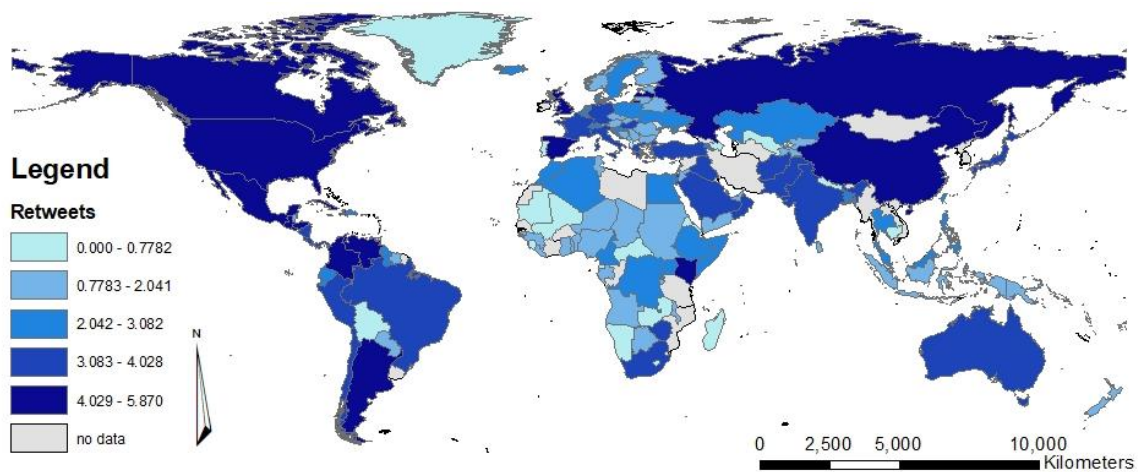 Legend
Retweets
0.000 - 0.7782
0.7783 - 2.041
2.042 - 3.082
3.083 - 4.028
4.029 - 5.870
no data
N
0 2,500 5,000 10,000
Kilometers